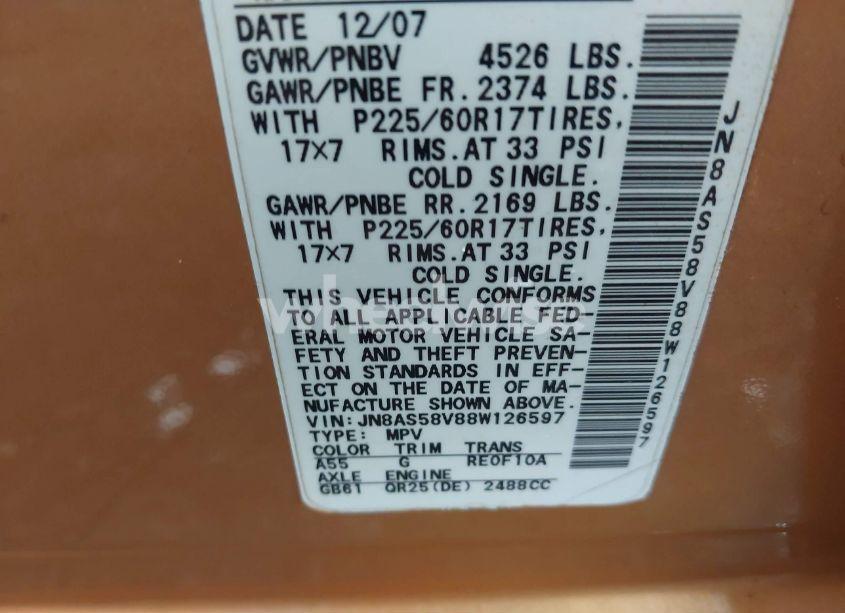 DATE 12/07
GVWR/PNBV 4526 LBS.
GAWR/PNBE FR. 2374 LBS.
WITH P225/60R17TIRES,
17×7 RIMS.AT 33 PSI
COLD SINGLE.
GAWR/PNBE RR. 2169 LBS.
WITH P225/60R17TIRES,
17×7 RIMS.AT 33 PSI
COLD SINGLE.
THIS VEHICLE CONFORMS
TO ALL APPLICABLE FED-
ERAL MOTOR VEHICLE SA-
FETY AND THEFT PREVEN-
TION STANDARDS IN EFF-
ECT ON THE DATE OF MA-
NUFACTURE SHOWN ABOVE.
VIN:JN8AS58V88W126597
TYPE: MPV
COLOR TRIM TRANS
A55 G RE0F10A
AXLE ENGINE
GB61 QR25(DE) 2488CC
JN8AS58V88W126597